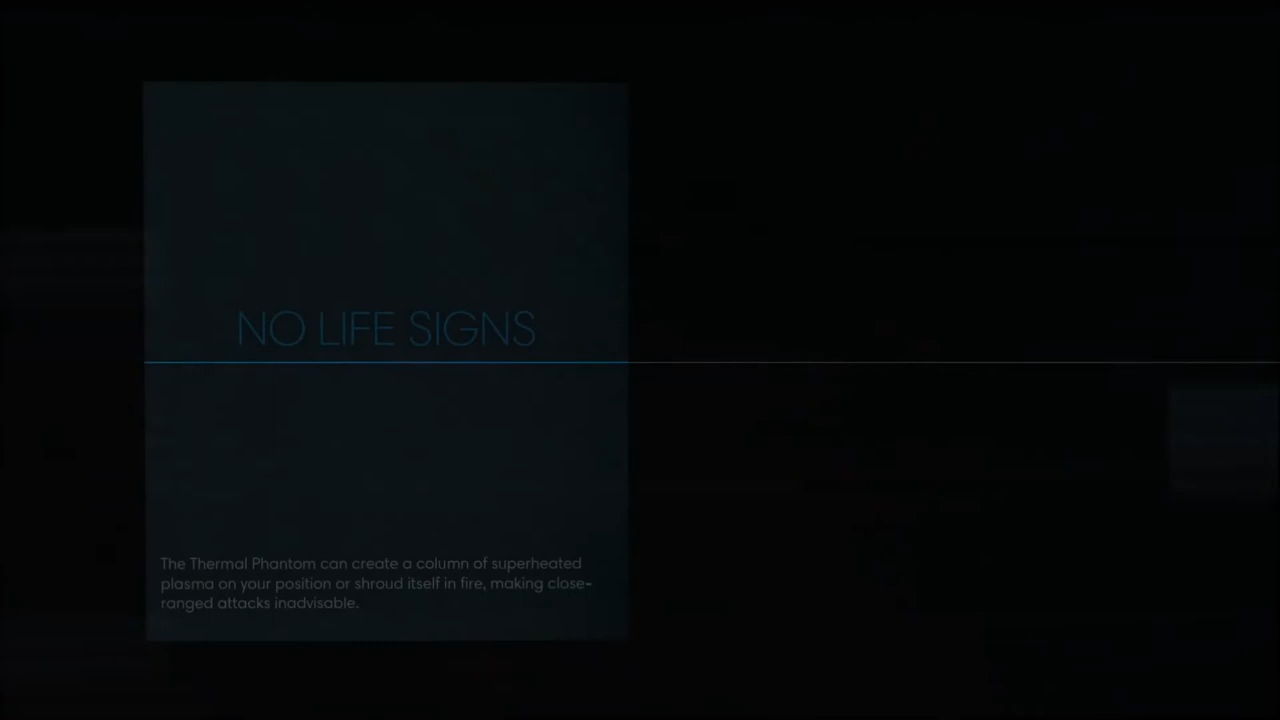 NO LIFE SIGNS
The Thermal Phantom can create a column of superheated
plasma on your position or shroud itself in fire, making close-
ranged attacks inadvisable.